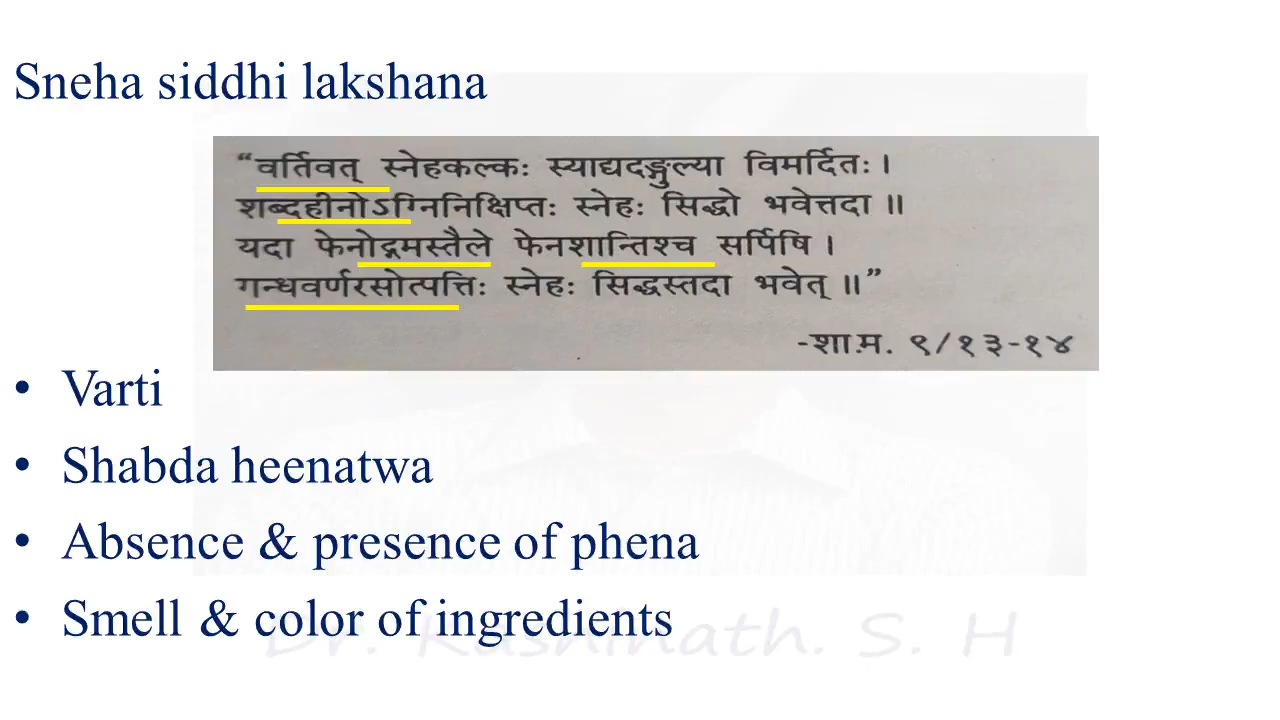 Sneha siddhi lakshana
“वर्तिवत् स्नेहकल्कः स्याद्यदङ्गुल्या विमर्दितः ।
शब्दहीनोऽग्निनिक्षिप्तः स्नेहः सिद्धो भवेत्तदा ॥
यदा फेनोद्गमस्तैले फेनशान्तिश्च सर्पिषि ।
गन्धवर्णरसोत्पत्तिः स्नेहः सिद्धस्तदा भवेत् ॥”
-शा.म. ९/१३-१४
• Varti
• Shabda heenatwa
• Absence & presence of phena
• Smell & color of ingredients
Dr. Kashinath. S. H